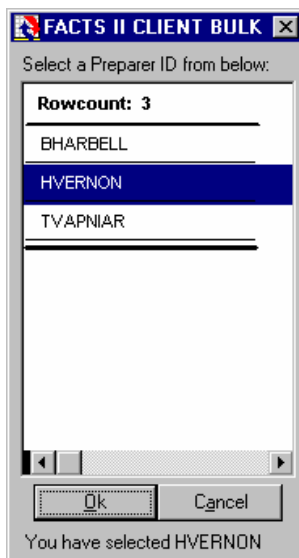 FACTS II CLIENT BULK
Select a Preparer ID from below:
Rowcount: 3
BHARBELL
HVERNON
TVAPNIAR
Ok Cancel
You have selected HVERNON